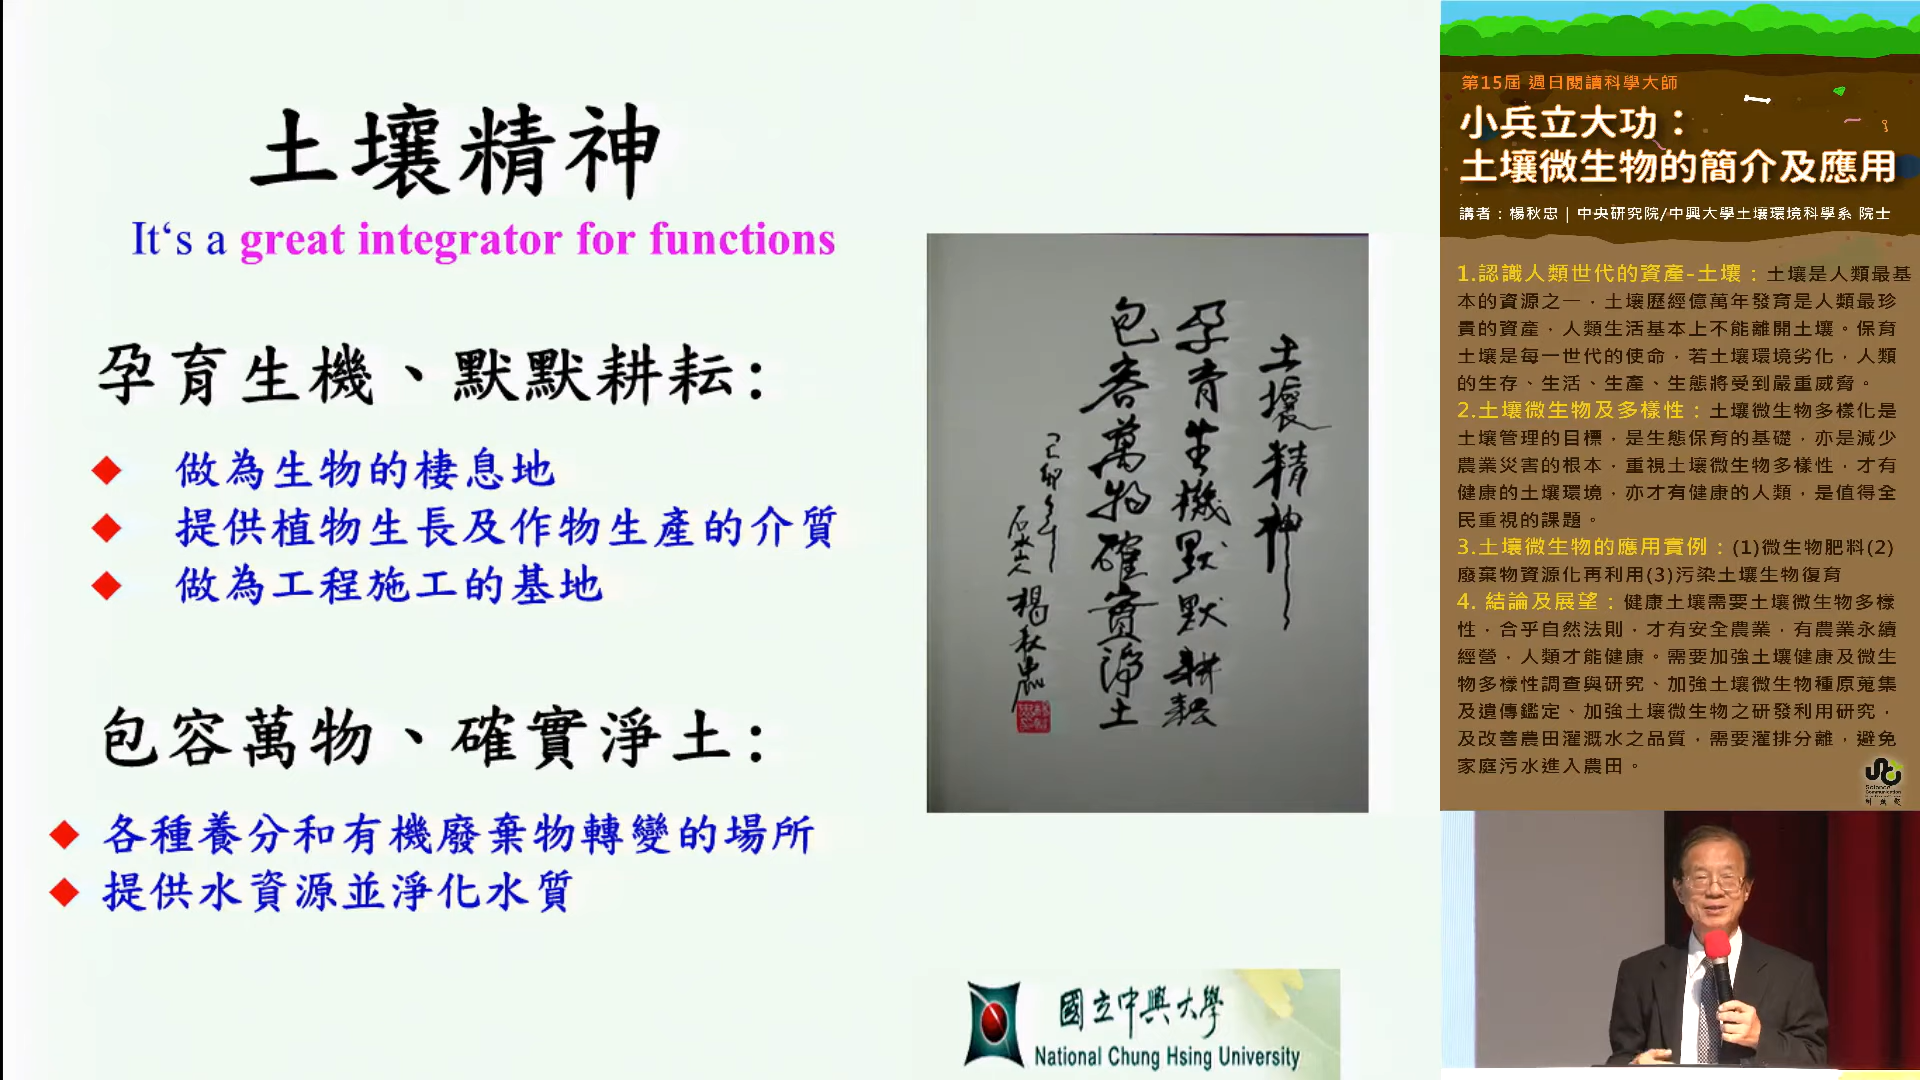 土壤精神
It‘s a great integrator for functions
孕育生機、默默耕耘:
做為生物的棲息地
提供植物生長及作物生產的介質
做為工程施工的基地
包容萬物、確實淨土:
各種養分和有機廢棄物轉變的場所
提供水資源並淨化水質
土壤精神
孕育生機默默耕耘
包容萬物確實淨土
己卯年
石水山人 楊秋忠
國立中興大學
National Chung Hsing University
第15屆 週日閱讀科學大師
小兵立大功：
土壤微生物的簡介及應用
講者：楊秋忠 | 中央研究院/中興大學土壤環境科學系 院士
1.認識人類世代的資產-土壤：土壤是人類最基
本的資源之一，土壤歷經億萬年發育是人類最珍
貴的資產，人類生活基本上不能離開土壤。保育
土壤是每一世代的使命，若土壤環境劣化，人類
的生存、生活、生產、生態將受到嚴重威脅。
2.土壤微生物及多樣性：土壤微生物多樣化是
土壤管理的目標，是生態保育的基礎，亦是減少
農業災害的根本，重視土壤微生物多樣性，才有
健康的土壤環境，亦才有健康的人類，是值得全
民重視的課題。
3.土壤微生物的應用實例：(1)微生物肥料(2)
廢棄物資源化再利用(3)污染土壤生物復育
4. 結論及展望：健康土壤需要土壤微生物多樣
性，合乎自然法則，才有安全農業，有農業永續
經營，人類才能健康。需要加強土壤健康及微生
物多樣性調查與研究、加強土壤微生物種原蒐集
及遺傳鑑定、加強土壤微生物之研發利用研究，
及改善農田灌溉水之品質，需要灌排分離，避免
家庭污水進入農田。